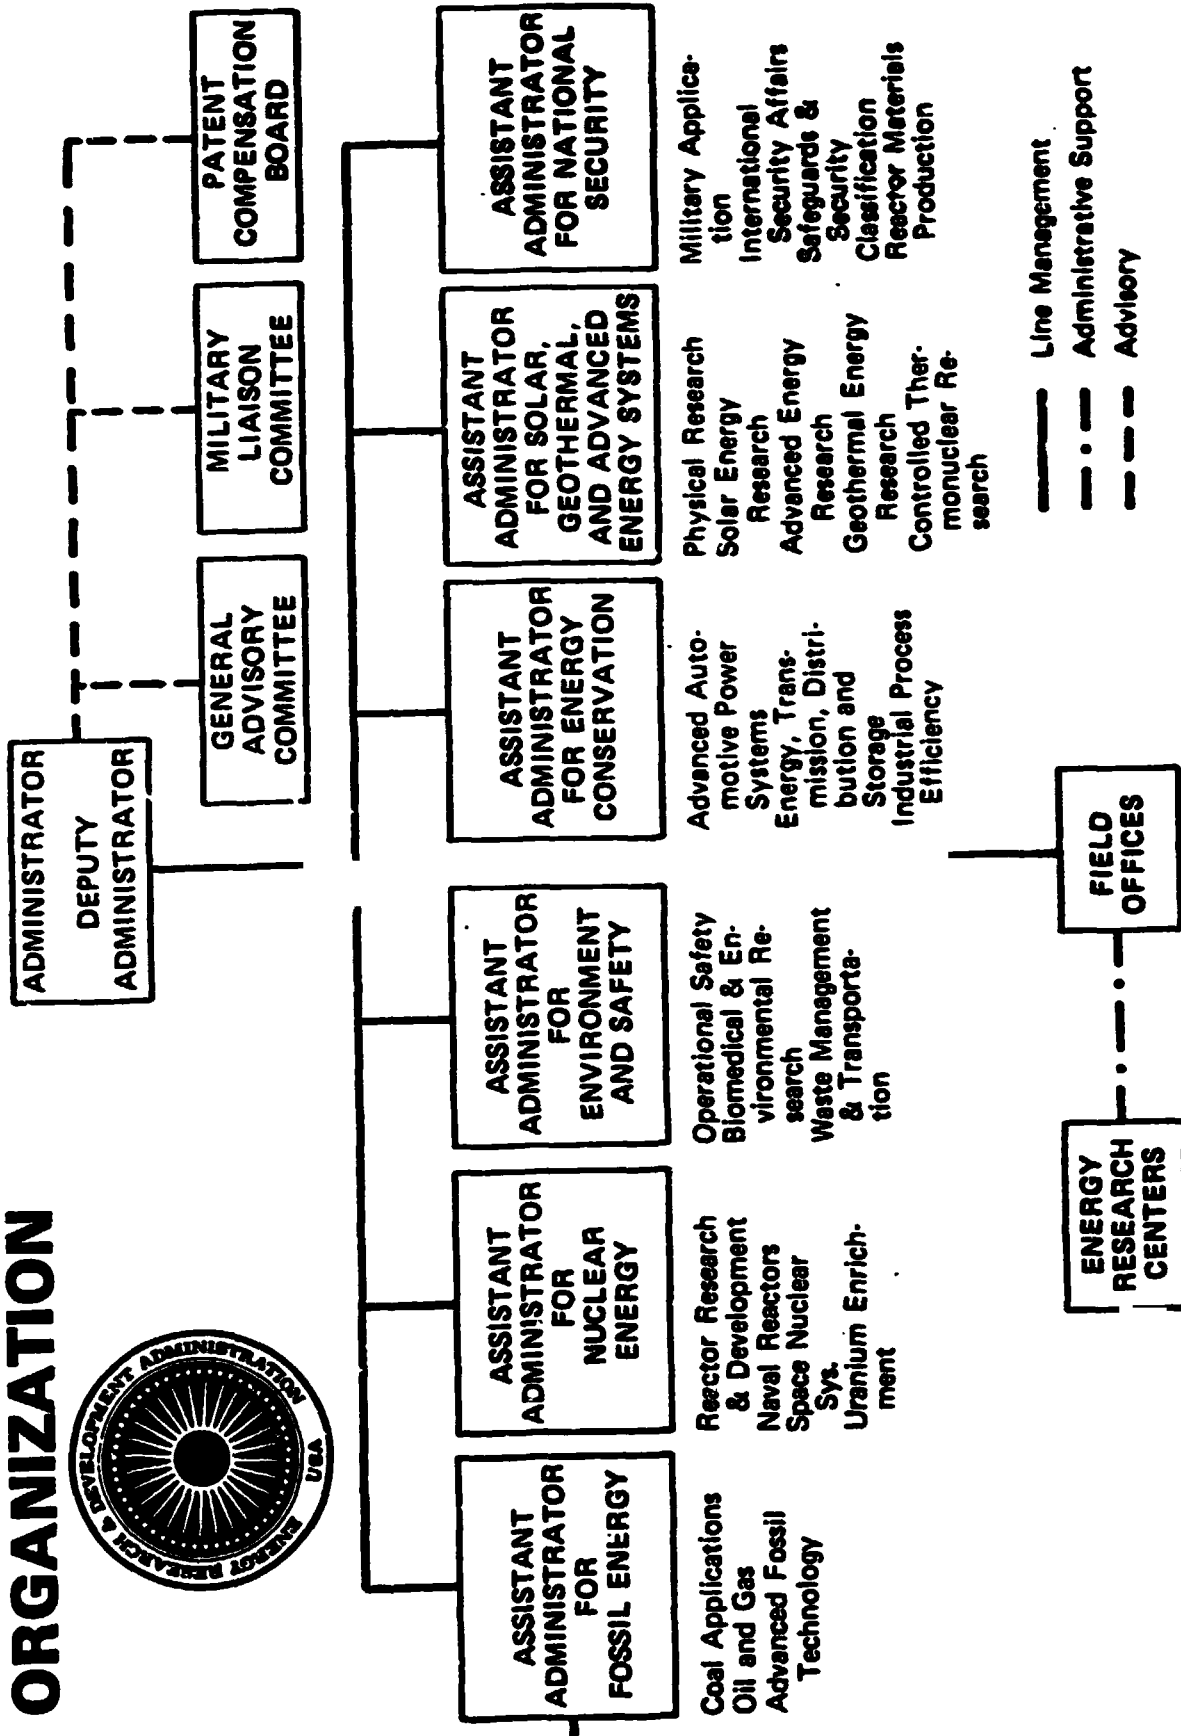 ORGANIZATION
ENERGY RESEARCH & DEVELOPMENT ADMINISTRATION
USA
ADMINISTRATOR
DEPUTY
ADMINISTRATOR
GENERAL
ADVISORY
COMMITTEE
MILITARY
LIAISON
COMMITTEE
PATENT
COMPENSATION
BOARD
ASSISTANT
ADMINISTRATOR
FOR
FOSSIL ENERGY
Coal Applications
Oil and Gas
Advanced Fossil
Technology
ASSISTANT
ADMINISTRATOR
FOR
NUCLEAR
ENERGY
Reactor Research
& Development
Naval Reactors
Space Nuclear
Sys.
Uranium Enrich-
ment
ASSISTANT
ADMINISTRATOR
FOR
ENVIRONMENT
AND SAFETY
Operational Safety
Biomedical & En-
vironmental Re-
search
Waste Management
& Transporta-
tion
ASSISTANT
ADMINISTRATOR
FOR ENERGY
CONSERVATION
Advanced Auto-
motive Power
Systems
Energy, Trans-
mission, Distri-
bution and
Storage
Industrial Process
Efficiency
ASSISTANT
ADMINISTRATOR
FOR SOLAR,
GEOTHERMAL,
AND ADVANCED
ENERGY SYSTEMS
Physical Research
Solar Energy
Research
Advanced Energy
Research
Geothermal Energy
Research
Controlled Ther-
monuclear Re-
search
ASSISTANT
ADMINISTRATOR
FOR NATIONAL
SECURITY
Military Applica-
tion
International
Security Affairs
Safeguards &
Security
Classification
Reactor Materials
Production
ENERGY
RESEARCH
CENTERS
FIELD
OFFICES
Line Management
Administrative Support
Advisory